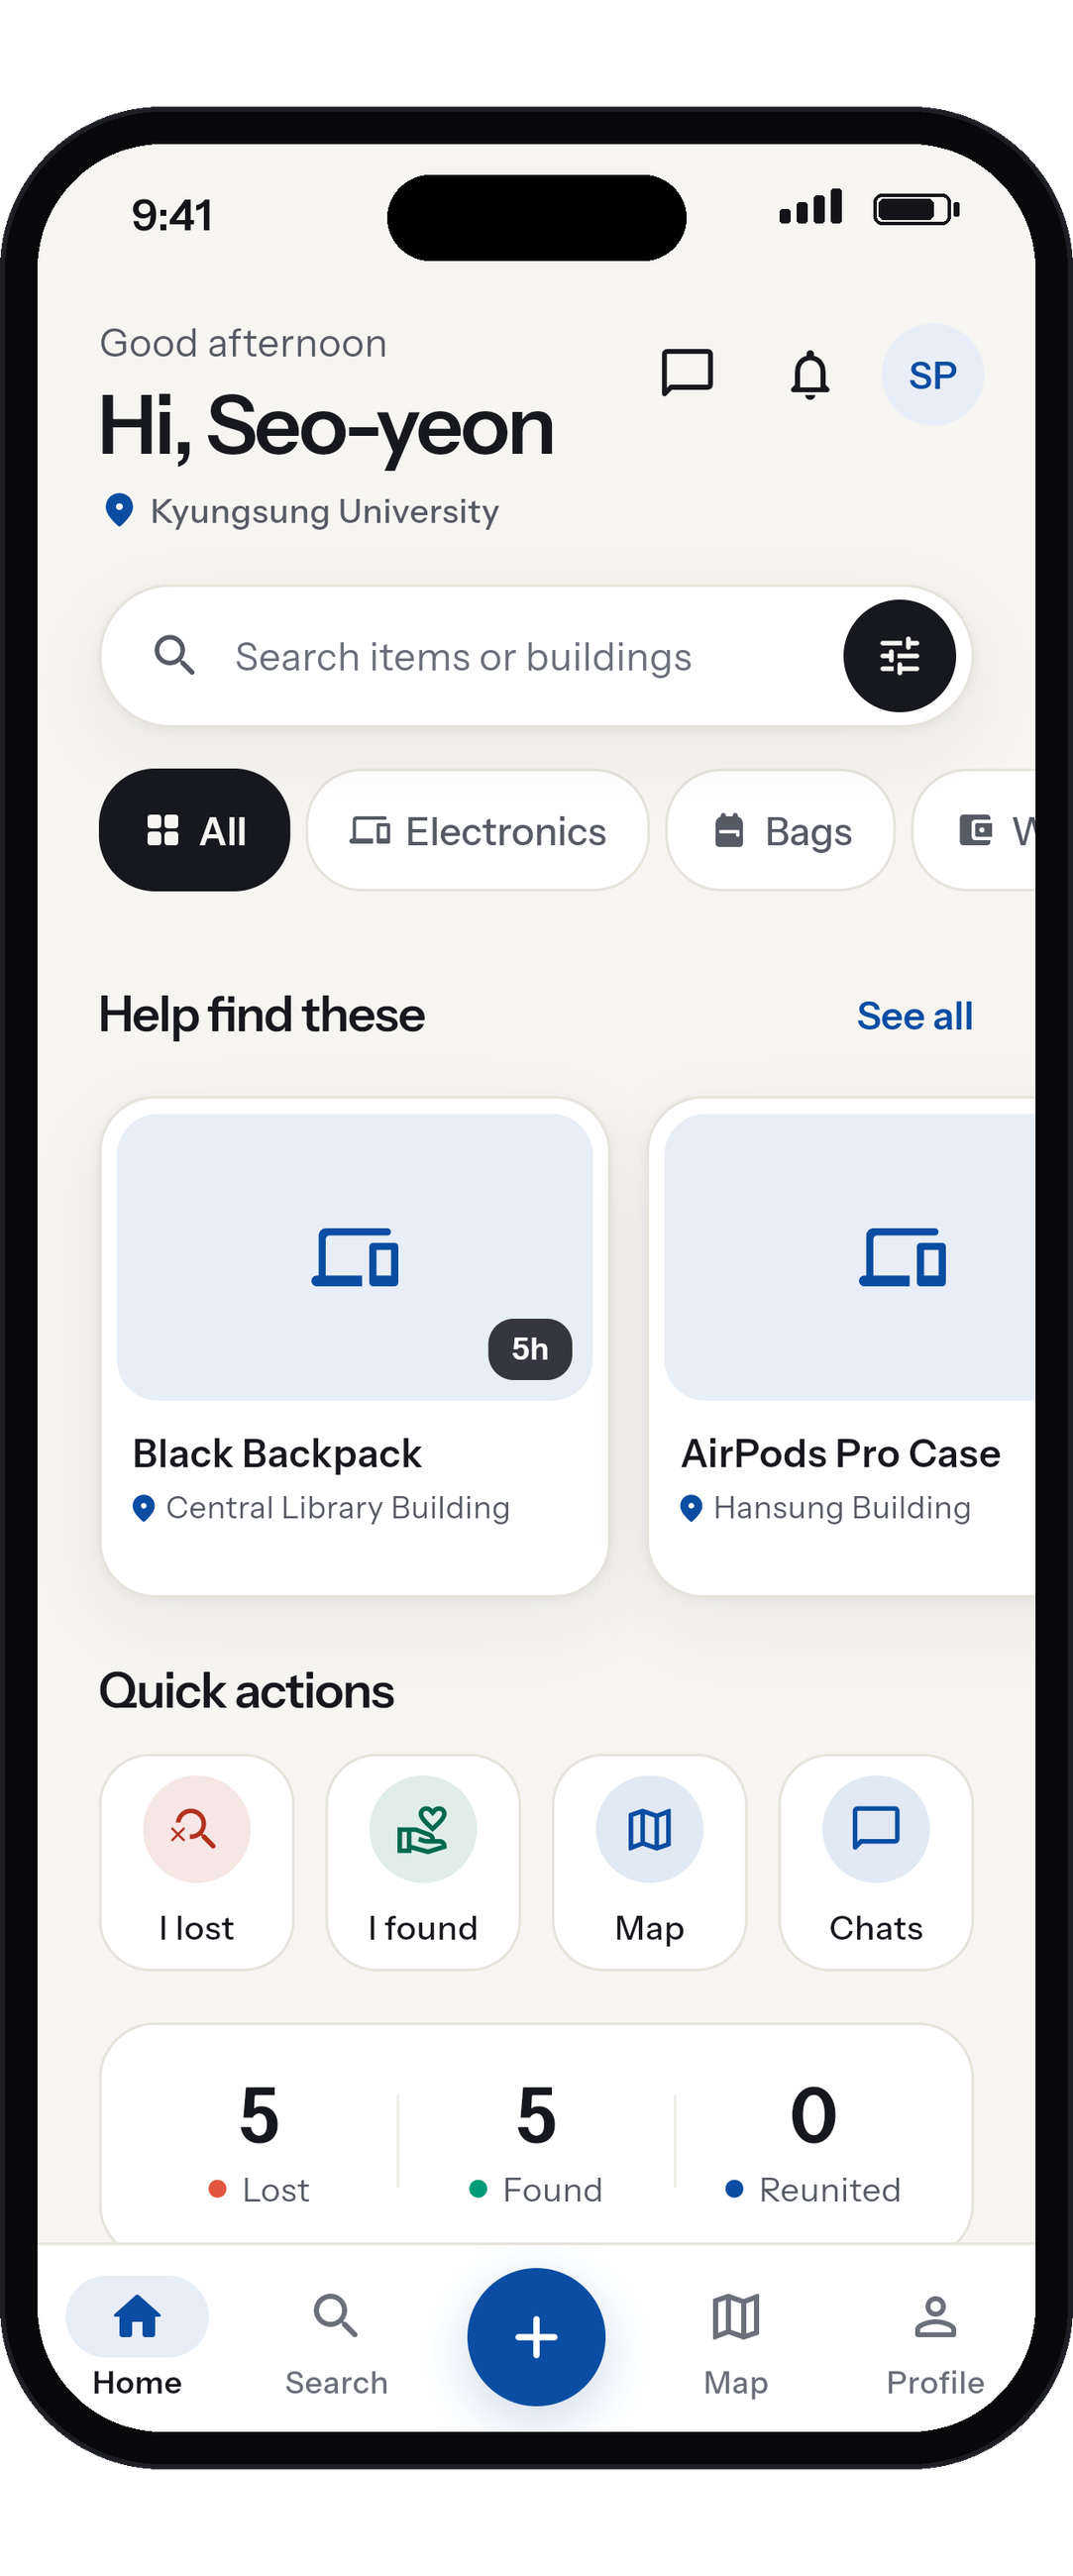 9:41
Good afternoon
SP
Hi, Seo-yeon
Kyungsung University
Search items or buildings
All Electronics Bags
Help find these See all
5h
Black Backpack AirPods Pro Case
Central Library Building Hansung Building
Quick actions
I lost I found Map Chats
5 5 0
Lost Found Reunited
Home Search Map Profile